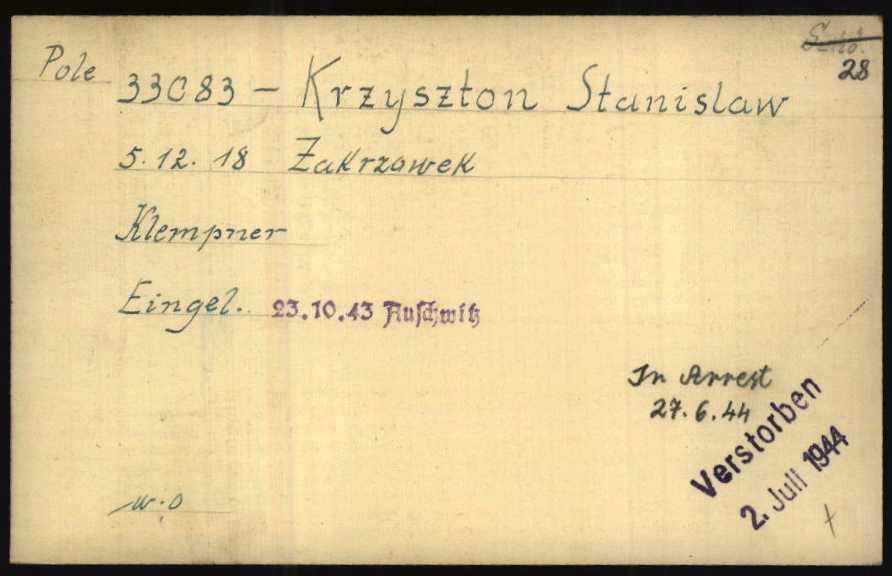 28
Pole 33083 – Krzyszton Stanislaw
5.12.18 Zakrzawek
Klempner
Eingel. 23.10.43 Auschwitz
In Arrest
27.6.44
Verstorben
2. Juli 1944
w.o